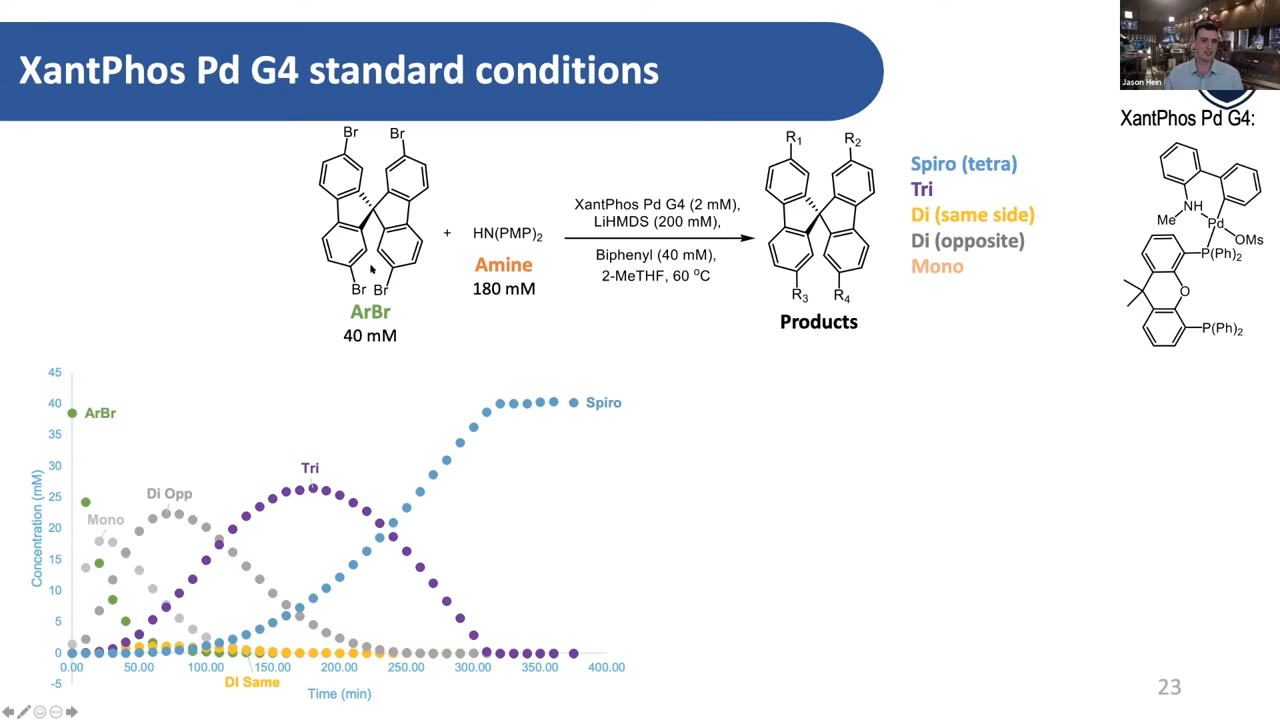 XantPhos Pd G4 standard conditions
Jason Hein
XantPhos Pd G4:
Br Br
Br Br
ArBr
40 mM
+
HN(PMP)2
Amine
180 mM
XantPhos Pd G4 (2 mM),
LiHMDS (200 mM),
Biphenyl (40 mM),
2-MeTHF, 60 ºC
R1 R2
R3 R4
Products
Spiro (tetra)
Tri
Di (same side)
Di (opposite)
Mono
NH
Me
Pd
OMs
P(Ph)2
O
P(Ph)2
Concentration (mM)
45
40
35
30
25
20
15
10
5
0
-5
ArBr
Mono
Di Opp
Tri
Spiro
DI Same
0.00 50.00 100.00 150.00 200.00 250.00 300.00 350.00 400.00
Time (min)
23